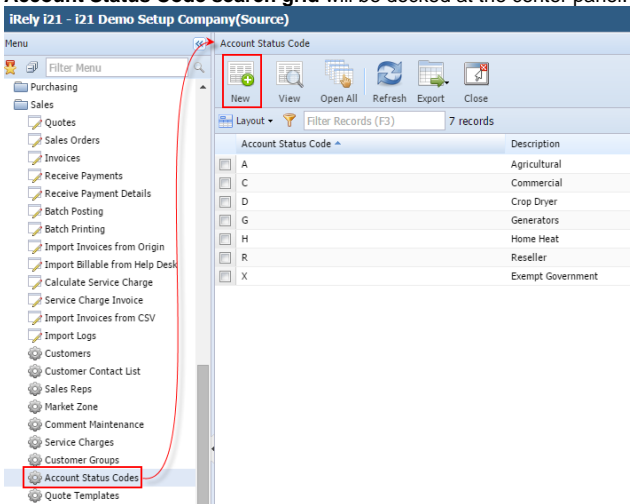 Account Status Code search grid will be docked at the center panel.
iRely i21 - i21 Demo Setup Company(Source)
Menu
Filter Menu
Purchasing
Sales
Quotes
Sales Orders
Invoices
Receive Payments
Receive Payment Details
Batch Posting
Batch Printing
Import Invoices from Origin
Import Billable from Help Desk
Calculate Service Charge
Service Charge Invoice
Import Invoices from CSV
Import Logs
Customers
Customer Contact List
Sales Reps
Market Zone
Comment Maintenance
Service Charges
Customer Groups
Account Status Codes
Quote Templates
Account Status Code
New View Open All Refresh Export Close
Layout Filter Records (F3) 7 records
Account Status Code Description
A Agricultural
C Commercial
D Crop Dryer
G Generators
H Home Heat
R Reseller
X Exempt Government